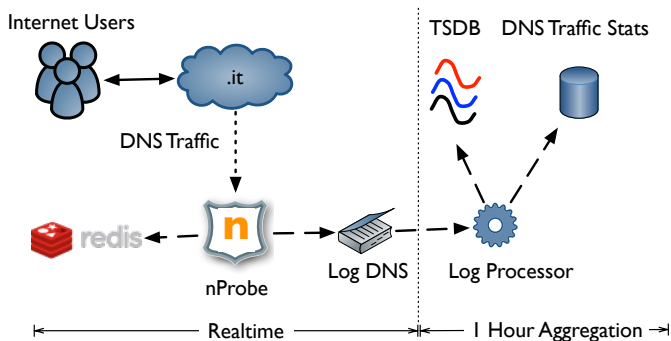 Internet Users
TSDB
DNS Traffic Stats
.it
DNS Traffic
redis
n
nProbe
Log DNS
Log Processor
Realtime
1 Hour Aggregation